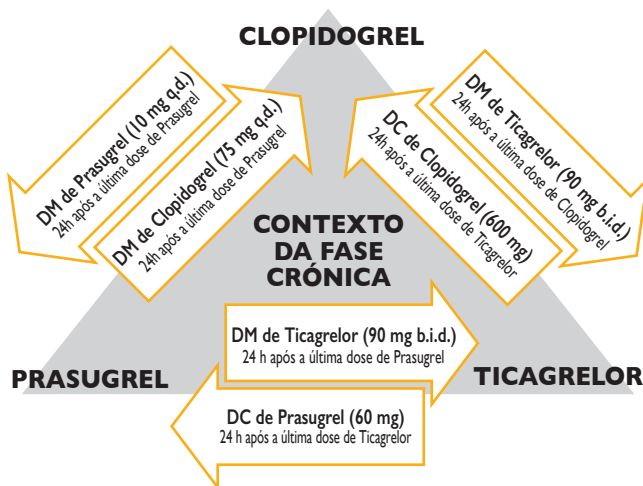 CLOPIDOGREL
DM de Prasugrel (10 mg q.d.)
24h após a última dose de Prasugrel
DM de Clopidogrel (75 mg q.d.)
24h após a última dose de Prasugrel
DC de Clopidogrel (600 mg)
24h após a última dose de Ticagrelor
DM de Ticagrelor (90 mg b.i.d.)
24h após a última dose de Clopidogrel
CONTEXTO
DA FASE
CRÓNICA
DM de Ticagrelor (90 mg b.i.d.)
24 h após a última dose de Prasugrel
PRASUGREL
TICAGRELOR
DC de Prasugrel (60 mg)
24 h após a última dose de Ticagrelor